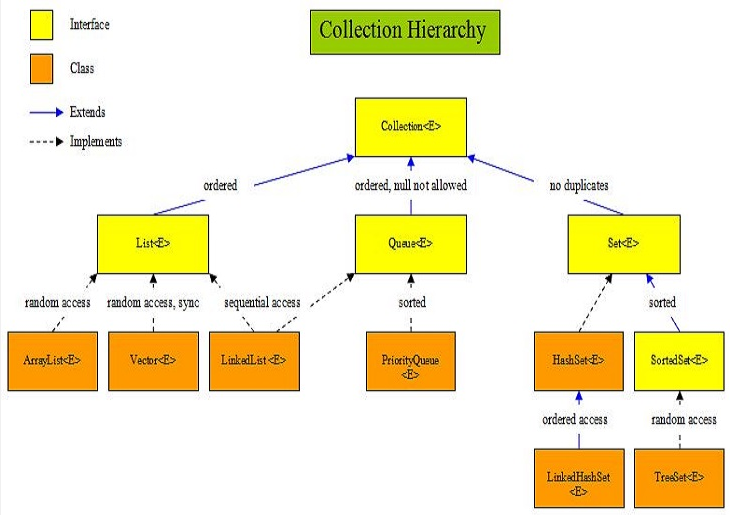 Interface
Collection Hierarchy
Class
Extends
Implements
Collection<E>
ordered
ordered, null not allowed
no duplicates
List<E>
Queue<E>
Set<E>
random access
random access, sync
sequential access
sorted
sorted
ArrayList<E>
Vector<E>
LinkedList <E>
PriorityQueue
<E>
HashSet<E>
SortedSet<E>
ordered access
random access
LinkedHashSet
<E>
TreeSet<E>